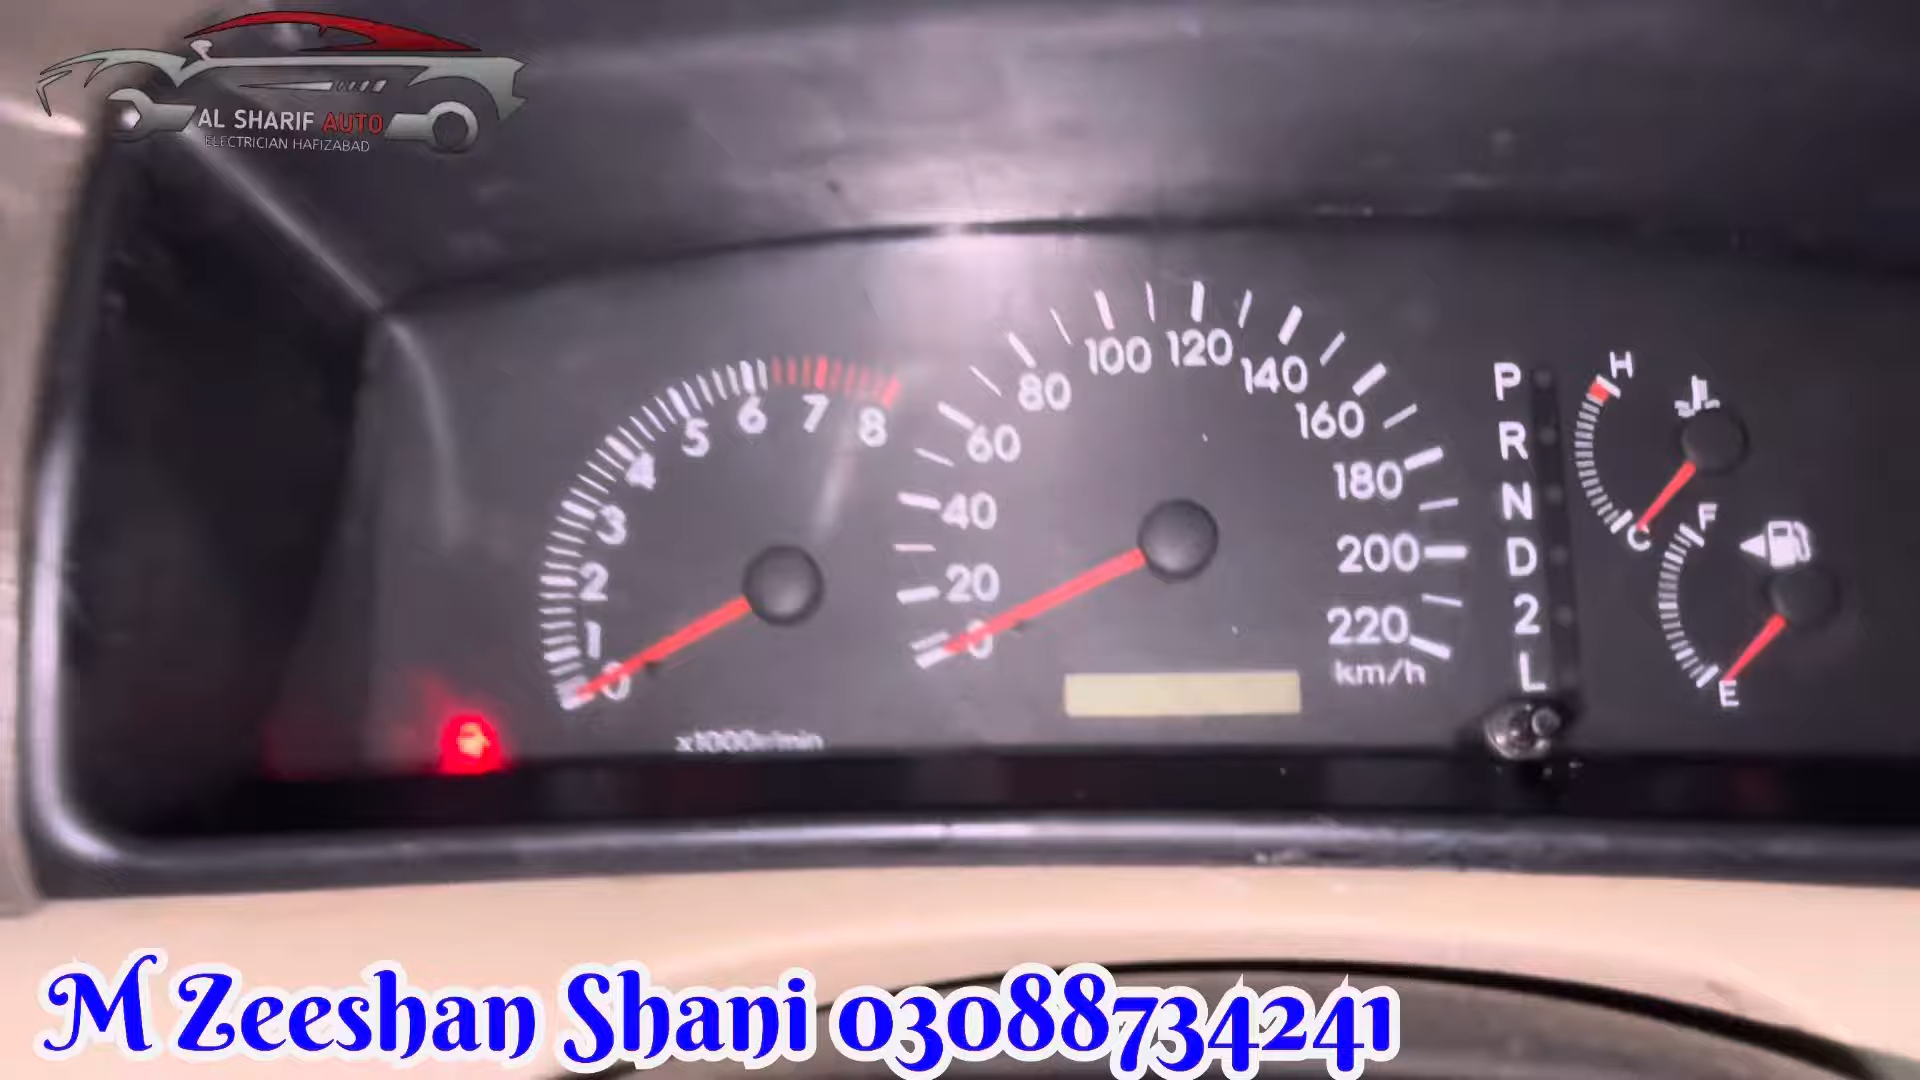 AL SHARIF AUTO
ELECTRICIAN HAFIZABAD
0 1 2 3 4 5 6 7 8
x1000r/min
0 20 40 60 80 100 120 140 160 180 200 220
km/h
P
R
N
D
2
L
H
C
F
E
M Zeeshan Shani 03088734241